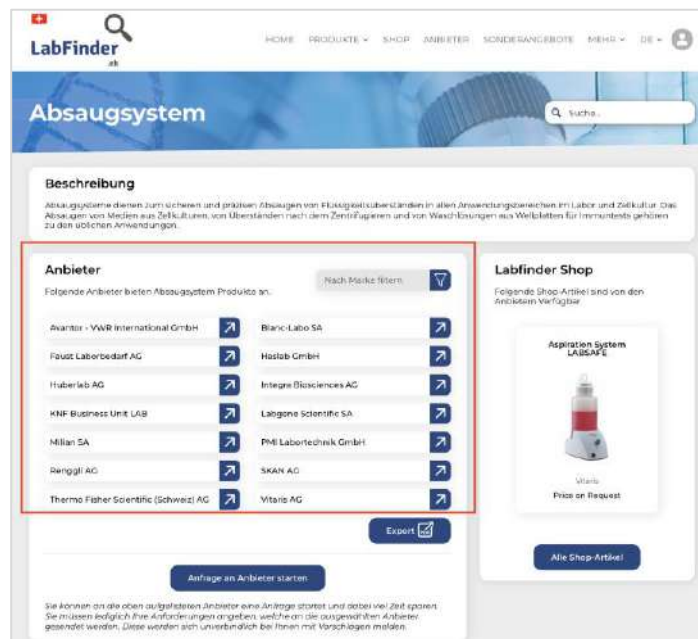 LabFinder
.ch
HOME PRODUKTE SHOP ANBIETER SONDERANGEBOTE MEHR DE
Absaugsystem
Suche..
Beschreibung
Absaugsysteme dienen zum sicheren und präzisen Absaugen von Flüssigkeitsüberständen in allen Anwendungsbereichen im Labor und Zellkultur. Das
Absaugen von Medien aus Zellkulturen, von Überständen nach dem Zentrifugieren und von Waschlösungen aus Wellplatten für Immuntests gehören
zu den üblichen Anwendungen.
Anbieter
Nach Marke filtern
Folgende Anbieter bieten Absaugsystem Produkte an.
Avantor - VWR International GmbH
Blanc-Labo SA
Faust Laborbedarf AG
Haslab GmbH
Huberlab AG
Integra Biosciences AG
KNF Business Unit LAB
Labgene Scientific SA
Milian SA
PMI Labortechnik GmbH
Renggli AG
SKAN AG
Thermo Fisher Scientific (Schweiz) AG
Vitaris AG
Export
Anfrage an Anbieter starten
Sie können an die oben aufgelisteten Anbieter eine Anfrage startet und dabei viel Zeit sparen.
Sie müssen lediglich Ihre Anforderungen angeben, welche an die ausgewählten Anbieter
gesendet werden. Diese werden sich unverbindlich bei Ihnen mit Vorschlägen melden.
Labfinder Shop
Folgende Shop-Artikel sind von den
Anbietern Verfügbar
Aspiration System
LABSAFE
Vitaris
Price on Request
Alle Shop-Artikel